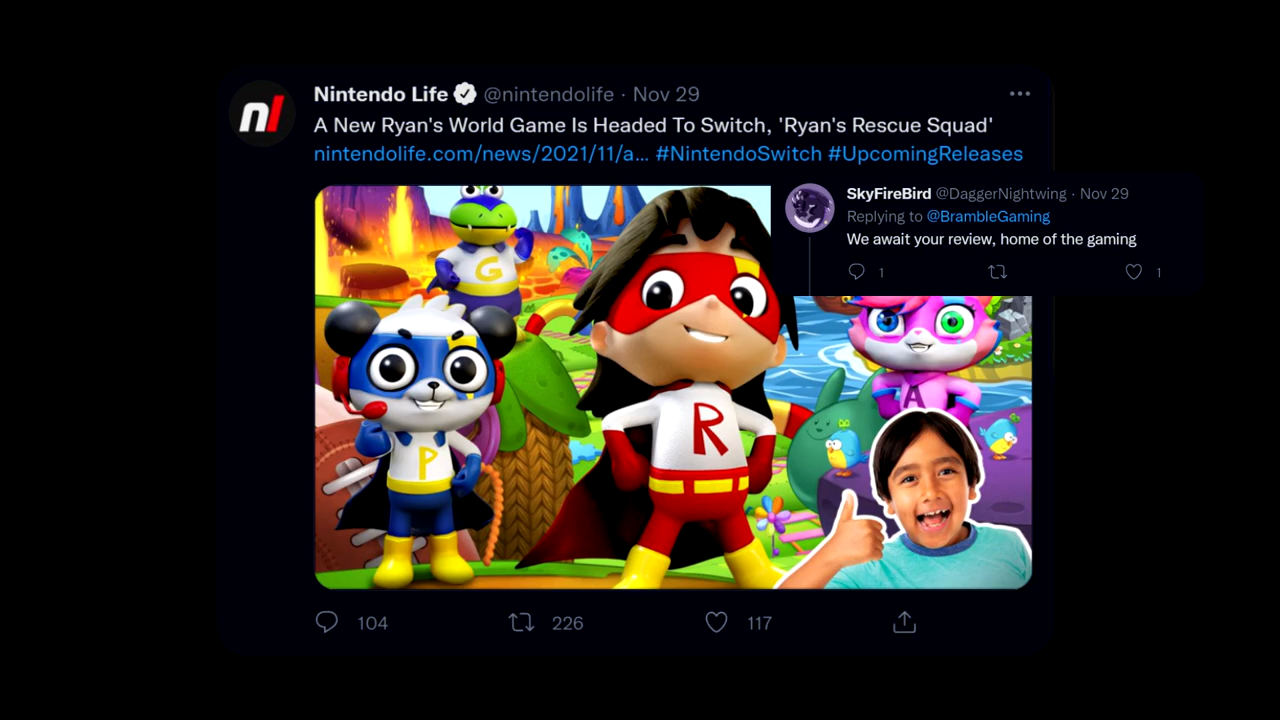 nl
Nintendo Life @nintendolife · Nov 29
A New Ryan's World Game Is Headed To Switch, 'Ryan's Rescue Squad'
nintendolife.com/news/2021/11/a... #NintendoSwitch #UpcomingReleases
SkyFireBird @DaggerNightwing · Nov 29
Replying to @BrambleGaming
We await your review, home of the gaming
1 1
G
P
R
A
104 226 117